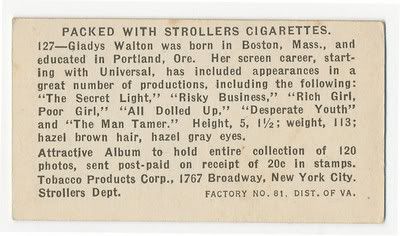 PACKED WITH STROLLERS CIGARETTES.
127—Gladys Walton was born in Boston, Mass., and
educated in Portland, Ore. Her screen career, start-
ing with Universal, has included appearances in a
great number of productions, including the following:
"The Secret Light," "Risky Business," "Rich Girl,
Poor Girl," "All Dolled Up," "Desperate Youth"
and "The Man Tamer." Height, 5, 1½; weight, 113;
hazel brown hair, hazel gray eyes.
Attractive Album to hold entire collection of 120
photos, sent post-paid on receipt of 20c in stamps.
Tobacco Products Corp., 1767 Broadway, New York City.
Strollers Dept. FACTORY NO. 81, DIST. OF VA.